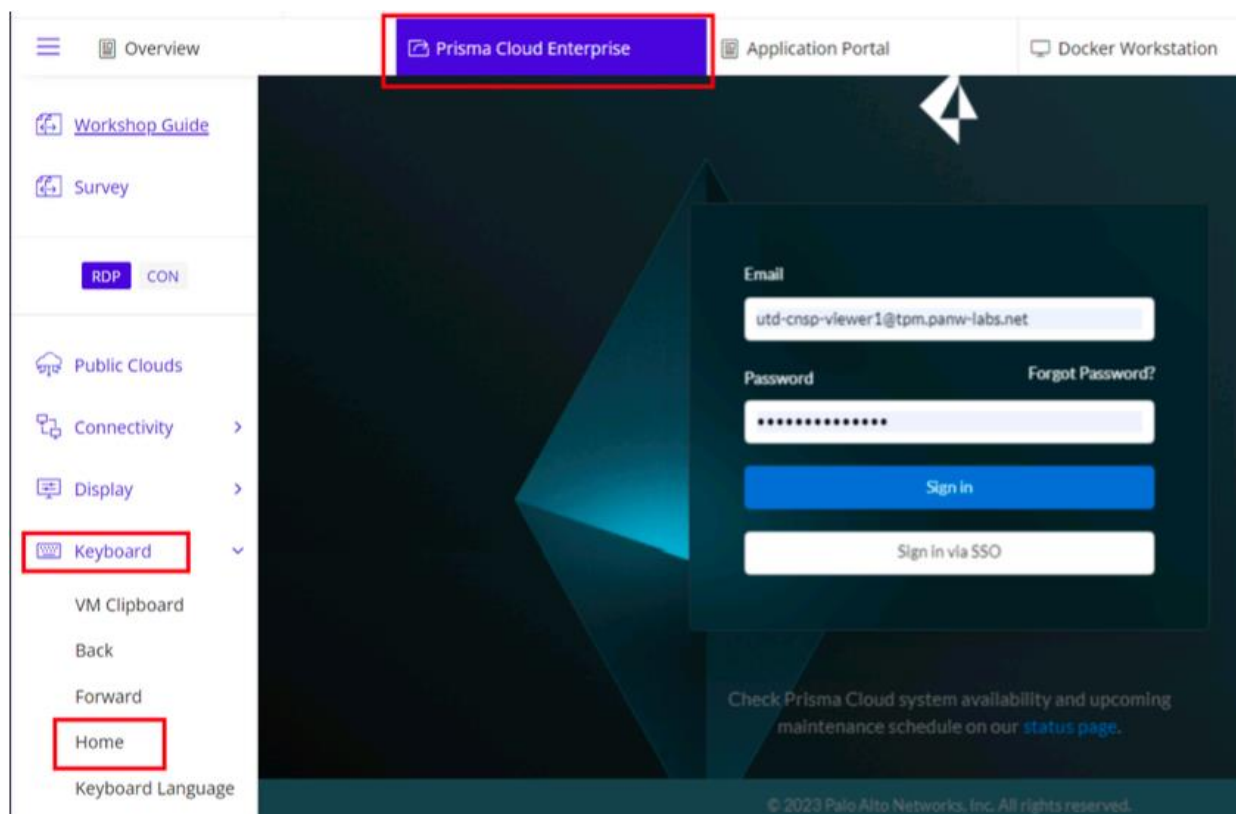 Overview
Prisma Cloud Enterprise
Application Portal
Docker Workstation
Workshop Guide
Survey
RDP CON
Public Clouds
Connectivity
Display
Keyboard
VM Clipboard
Back
Forward
Home
Keyboard Language
Email
utd-cnsp-viewer1@tpm.panw-labs.net
Password Forgot Password?
••••••••••••••
Sign in
Sign in via SSO
Check Prisma Cloud system availability and upcoming
maintenance schedule on our status page.
© 2023 Palo Alto Networks, Inc. All rights reserved.